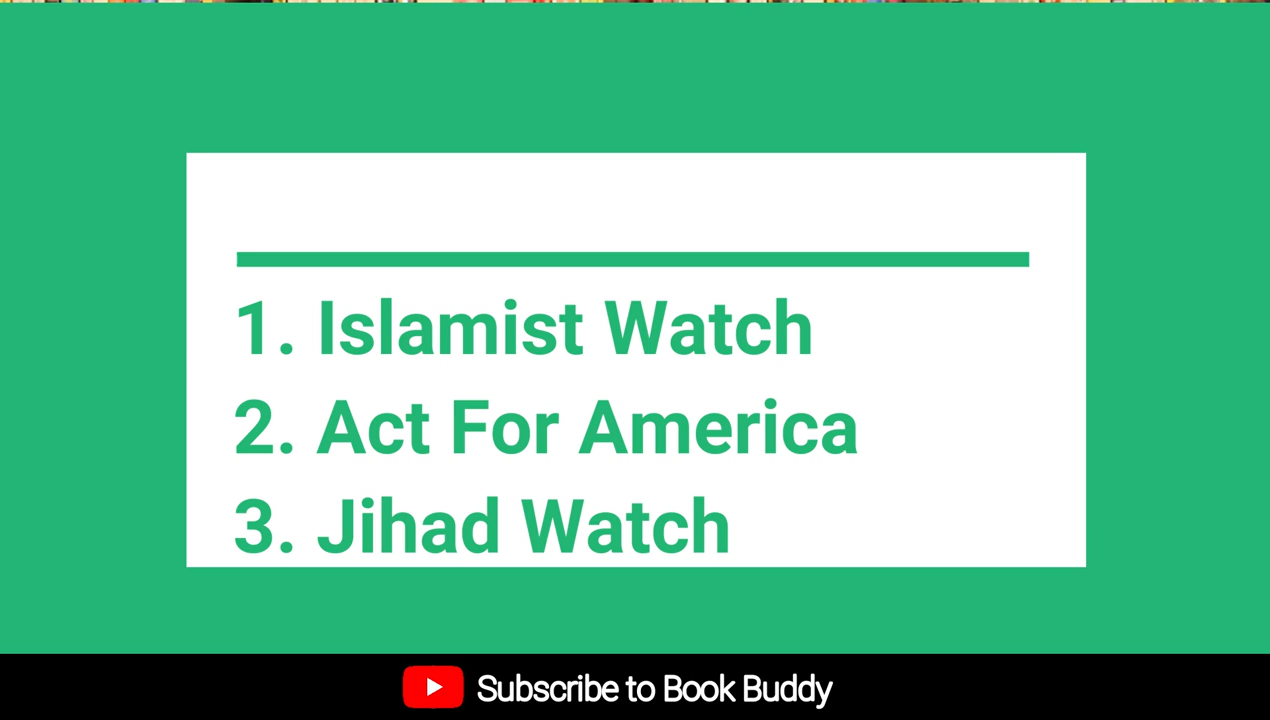 1. Islamist Watch
2. Act For America
3. Jihad Watch
Subscribe to Book Buddy